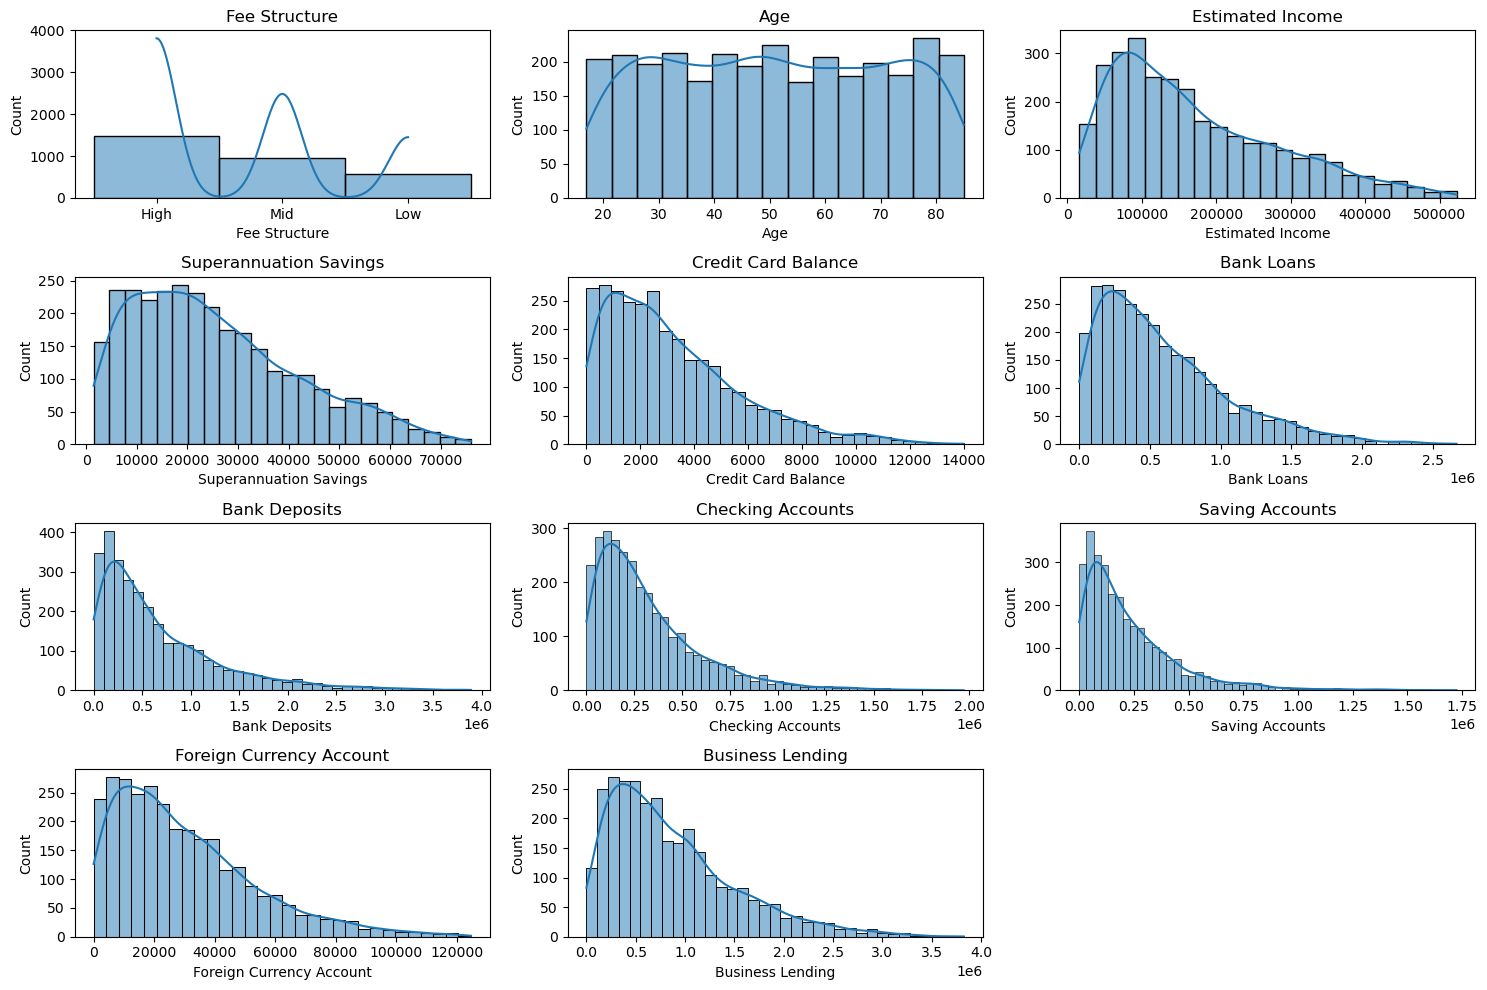 Fee Structure
Count
4000
3000
2000
1000
0
High Mid Low
Fee Structure
Age
Count
200
150
100
50
0
20 30 40 50 60 70 80
Age
Estimated Income
Count
300
200
100
0
0 100000 200000 300000 400000 500000
Estimated Income
Superannuation Savings
Count
250
200
150
100
50
0
0 10000 20000 30000 40000 50000 60000 70000
Superannuation Savings
Credit Card Balance
Count
250
200
150
100
50
0
0 2000 4000 6000 8000 10000 12000 14000
Credit Card Balance
Bank Loans
Count
250
200
150
100
50
0
0.0 0.5 1.0 1.5 2.0 2.5
1e6
Bank Loans
Bank Deposits
Count
400
300
200
100
0
0.0 0.5 1.0 1.5 2.0 2.5 3.0 3.5 4.0
1e6
Bank Deposits
Checking Accounts
Count
300
200
100
0
0.00 0.25 0.50 0.75 1.00 1.25 1.50 1.75 2.00
1e6
Checking Accounts
Saving Accounts
Count
300
200
100
0
0.00 0.25 0.50 0.75 1.00 1.25 1.50 1.75
1e6
Saving Accounts
Foreign Currency Account
Count
250
200
150
100
50
0
0 20000 40000 60000 80000 100000 120000
Foreign Currency Account
Business Lending
Count
250
200
150
100
50
0
0.0 0.5 1.0 1.5 2.0 2.5 3.0 3.5 4.0
1e6
Business Lending